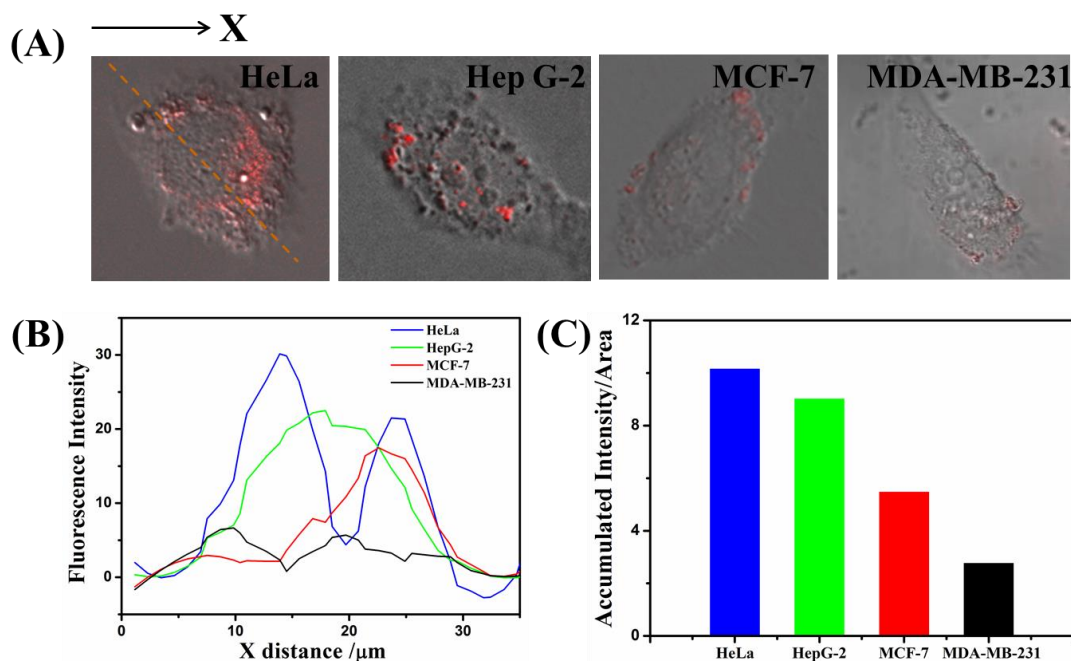 (A)
X
HeLa
Hep G-2
MCF-7
MDA-MB-231
(B)
Fluorescence Intensity
30
20
10
0
HeLa
HepG-2
MCF-7
MDA-MB-231
0
10
20
30
X distance /μm
(C)
Accumulated Intensity/Area
12
8
4
0
HeLa
HepG-2
MCF-7
MDA-MB-231